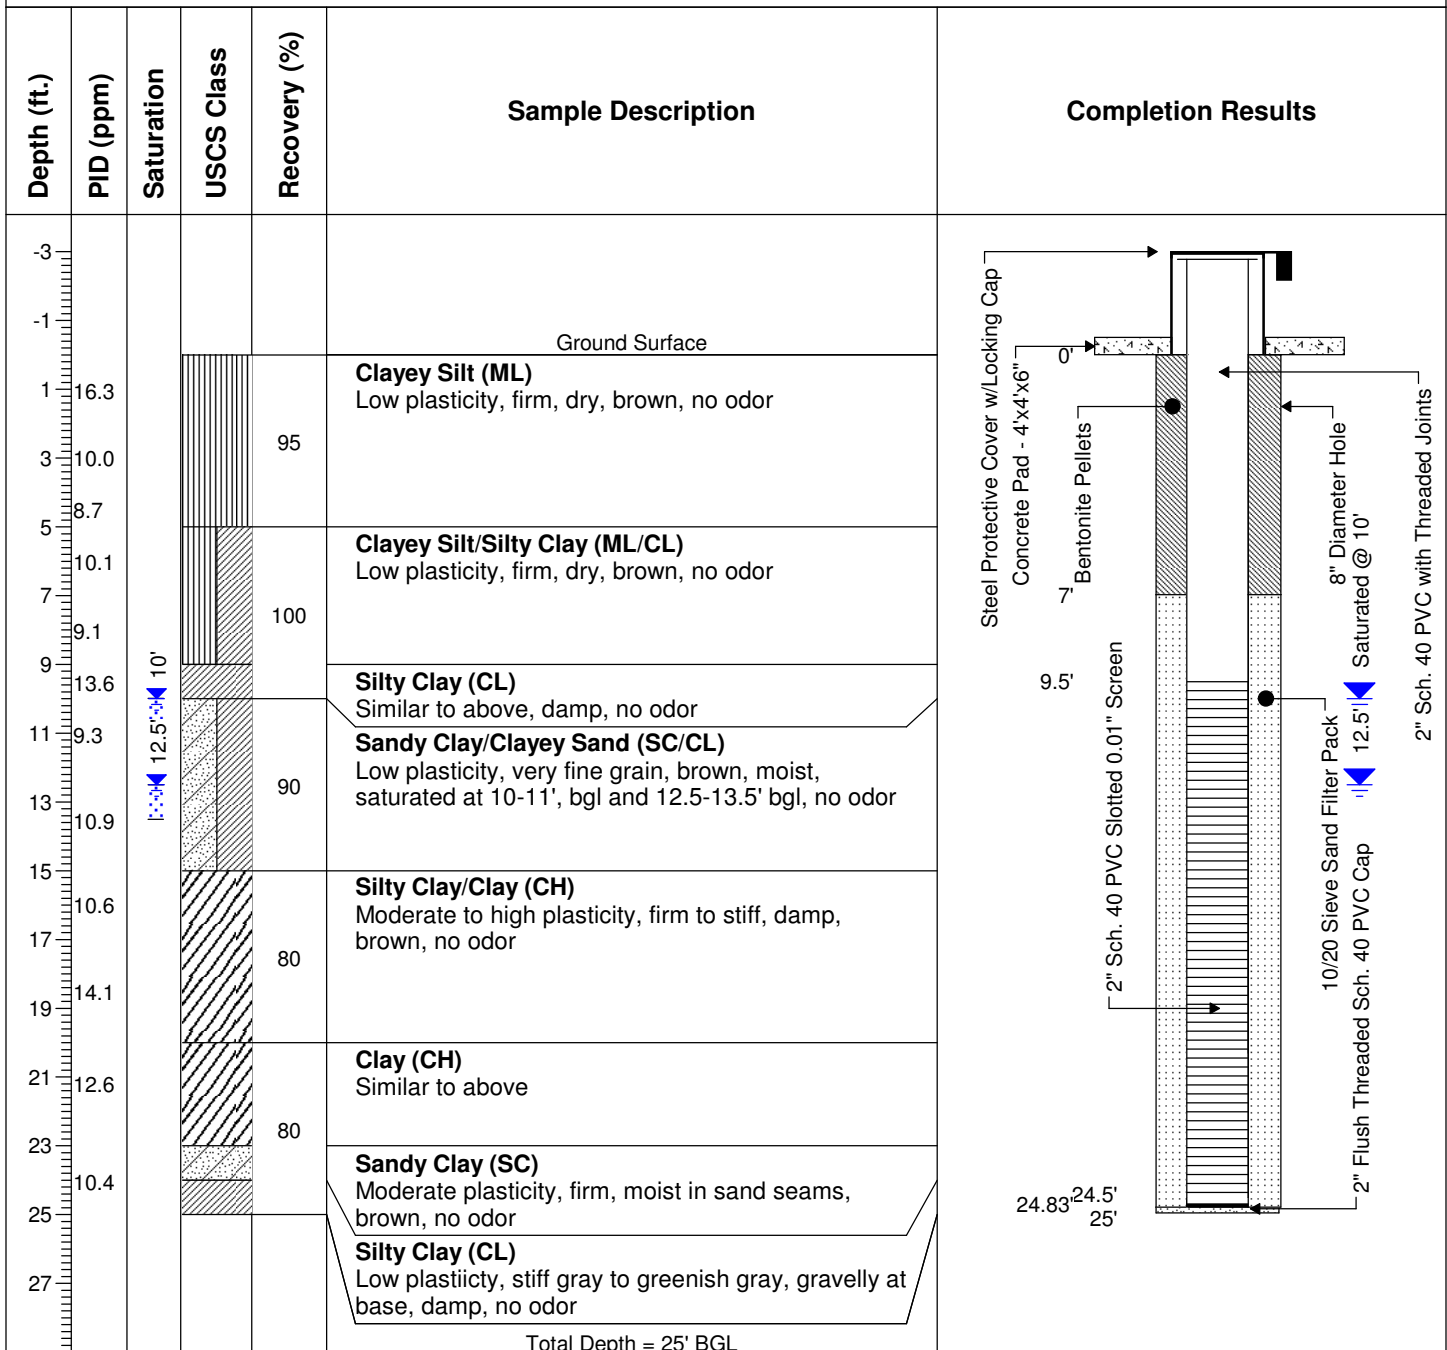 Depth (ft.)
PID (ppm)
Saturation
USCS Class
Recovery (%)
Sample Description
Completion Results
-3
-1
1
3
5
7
9
11
13
15
17
19
21
23
25
27
16.3
10.0
8.7
10.1
9.1
13.6
9.3
10.9
10.6
14.1
12.6
10.4
10'
12.5'
95
100
90
80
80
Ground Surface
Clayey Silt (ML)
Low plasticity, firm, dry, brown, no odor
Clayey Silt/Silty Clay (ML/CL)
Low plasticity, firm, dry, brown, no odor
Silty Clay (CL)
Similar to above, damp, no odor
Sandy Clay/Clayey Sand (SC/CL)
Low plasticity, very fine grain, brown, moist,
saturated at 10-11', bgl and 12.5-13.5' bgl, no odor
Silty Clay/Clay (CH)
Moderate to high plasticity, firm to stiff, damp,
brown, no odor
Clay (CH)
Similar to above
Sandy Clay (SC)
Moderate plasticity, firm, moist in sand seams,
brown, no odor
Silty Clay (CL)
Low plastiicty, stiff gray to greenish gray, gravelly at
base, damp, no odor
Total Depth = 25' BGL
Steel Protective Cover w/Locking Cap
Concrete Pad - 4'x4'x6"
Bentonite Pellets
0'
7'
9.5'
2" Sch. 40 PVC Slotted 0.01" Screen
24.83'
24.5'
25'
8" Diameter Hole
Saturated @ 10'
12.5'
10/20 Sieve Sand Filter Pack
2" Flush Threaded Sch. 40 PVC Cap
2" Sch. 40 PVC with Threaded Joints